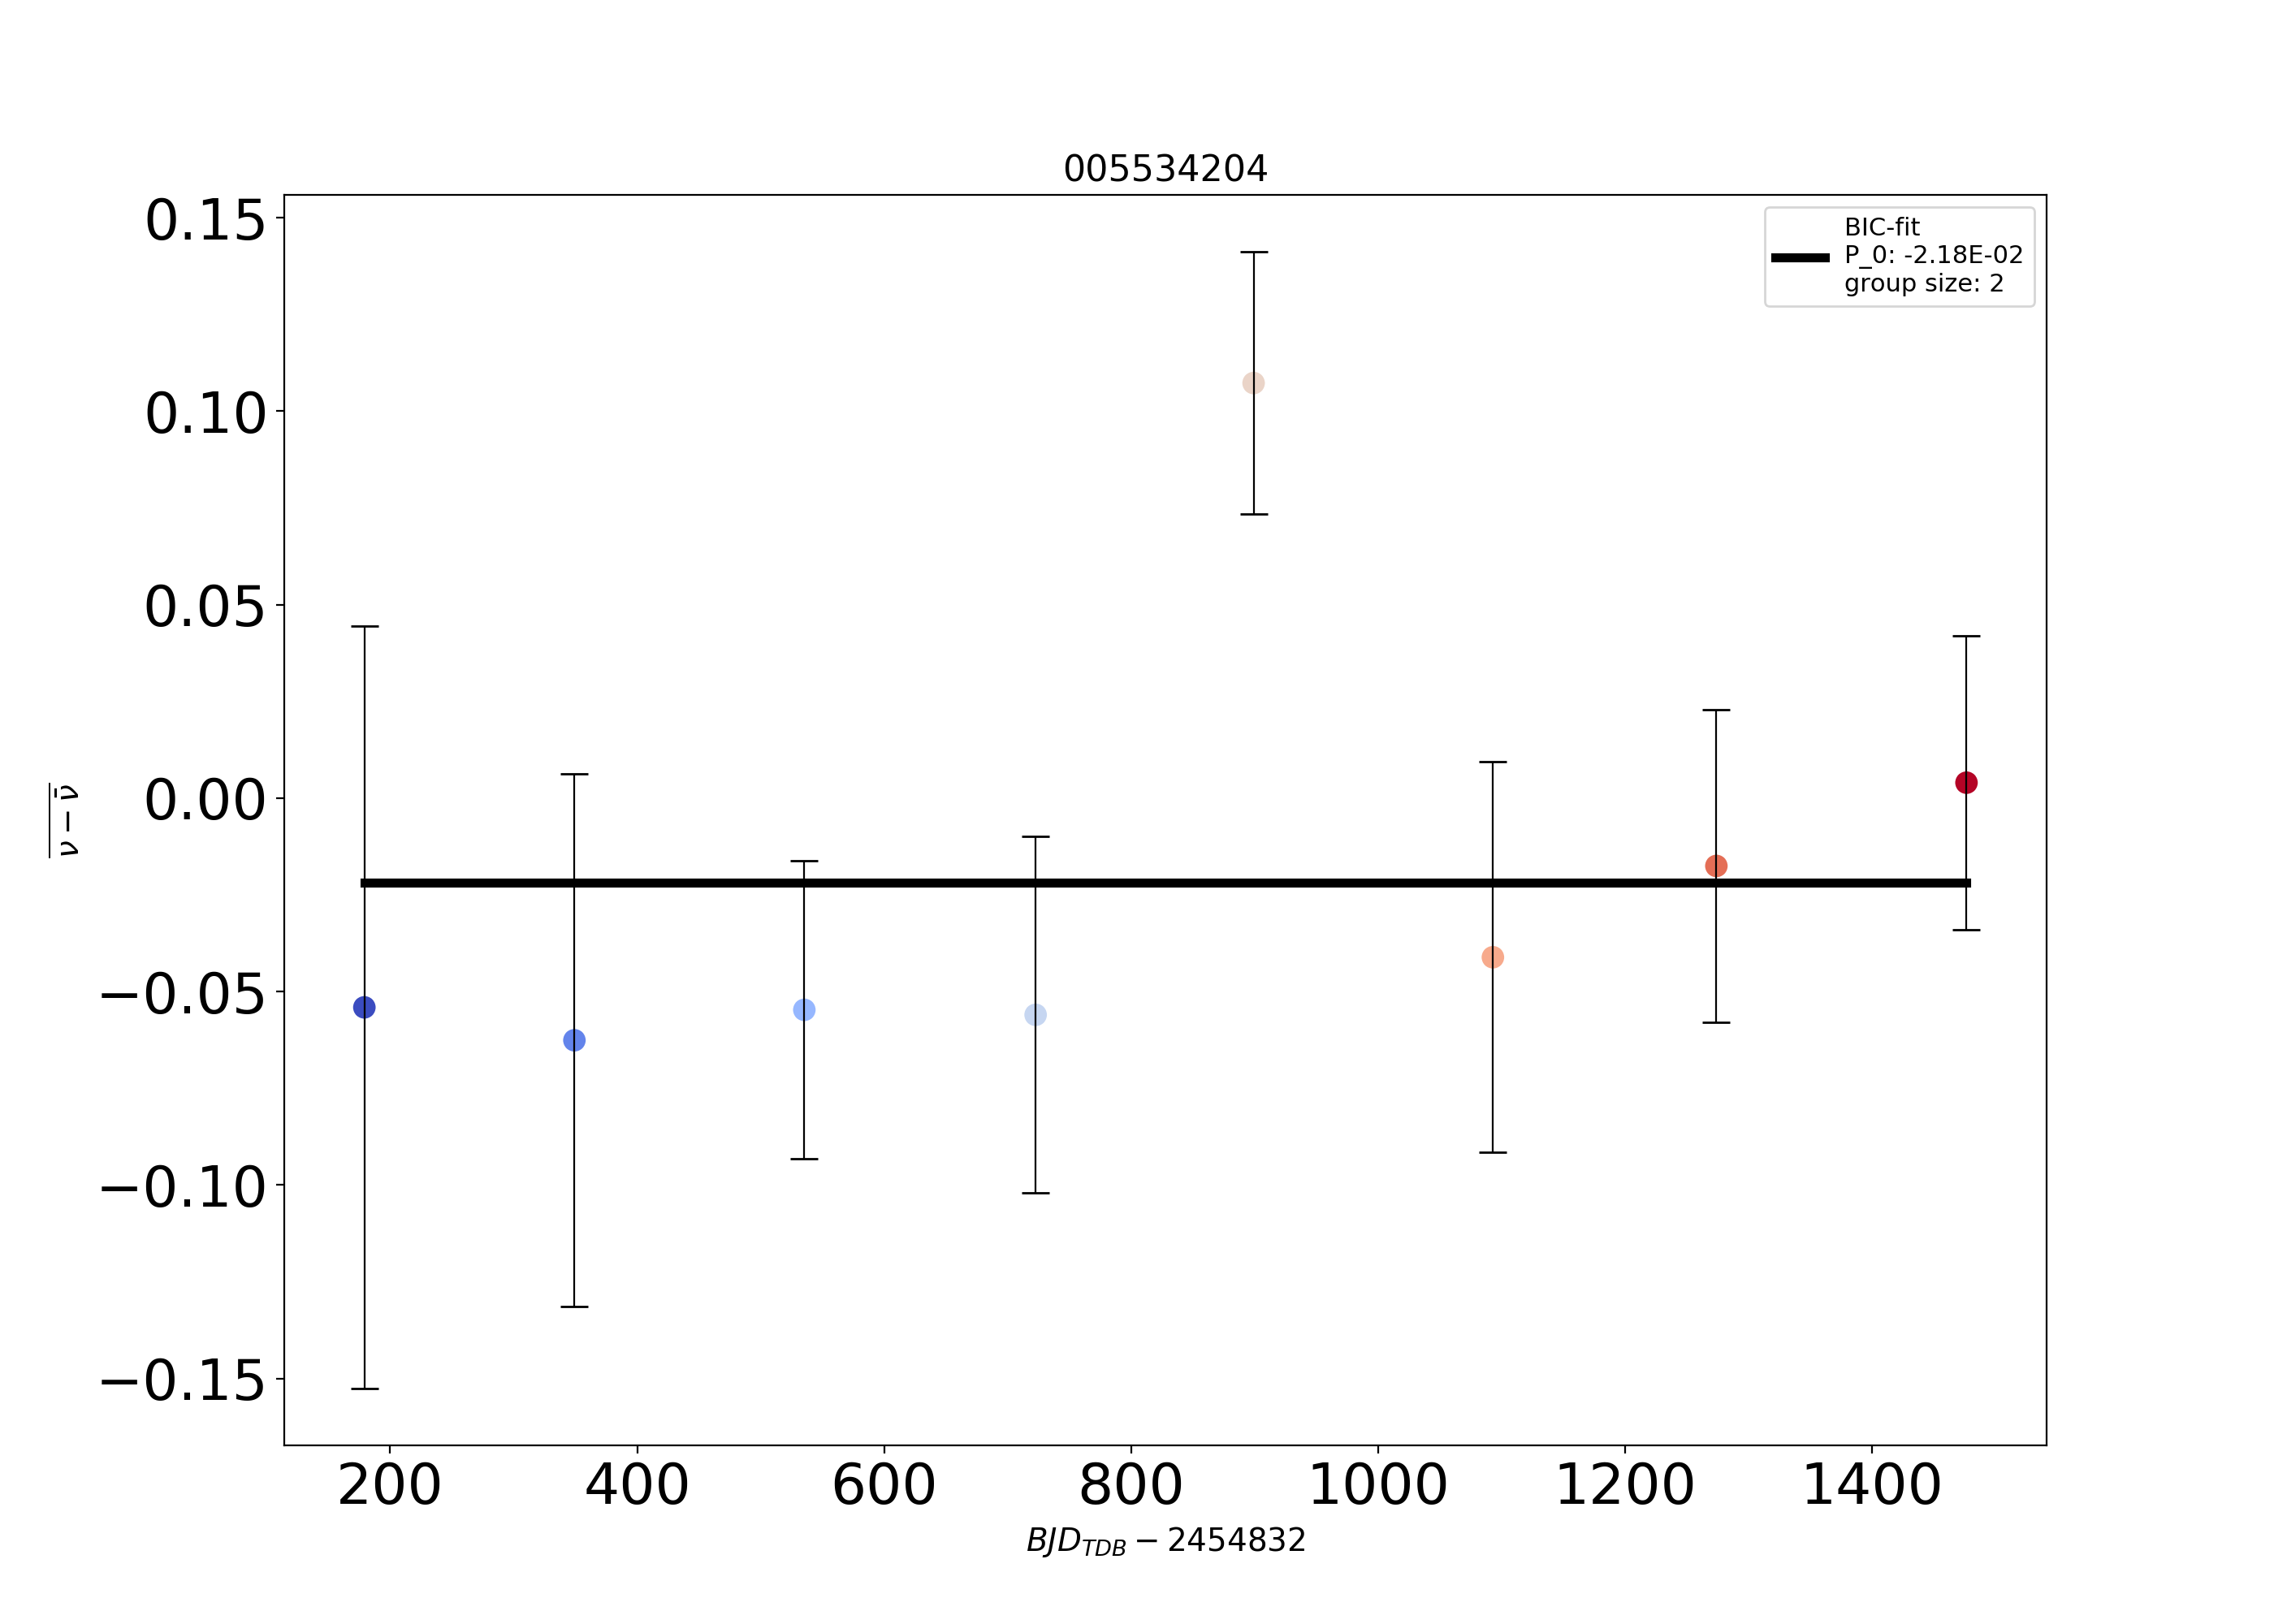 005534204
BIC-fit
P_0: -2.18E-02
group size: 2
0.15
0.10
0.05
0.00
−0.05
−0.10
−0.15
ν − ν̄
200 400 600 800 1000 1200 1400
BJD_TDB − 2454832